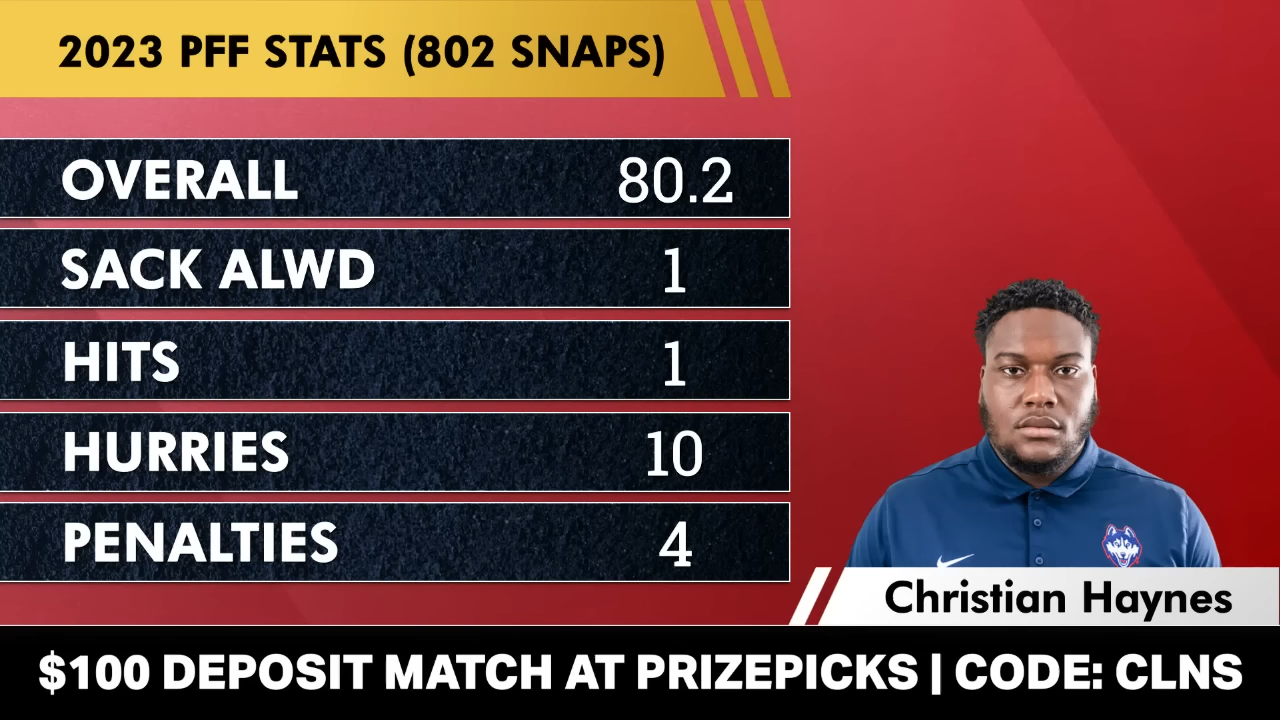 2023 PFF STATS (802 SNAPS)
OVERALL 80.2
SACK ALWD 1
HITS 1
HURRIES 10
PENALTIES 4
Christian Haynes
$100 DEPOSIT MATCH AT PRIZEPICKS | CODE: CLNS